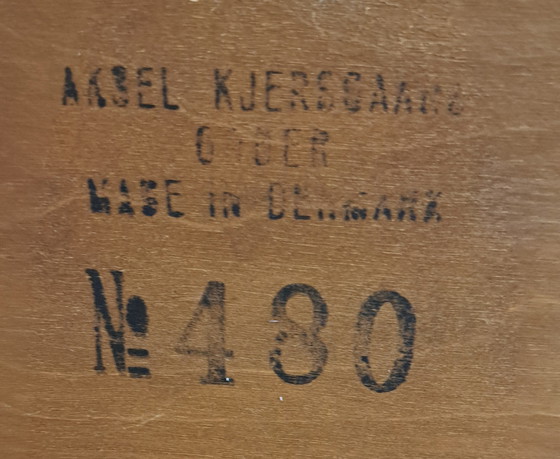 AKSEL KJERSGAARD
ODDER
MADE IN DENMARK
№ 480